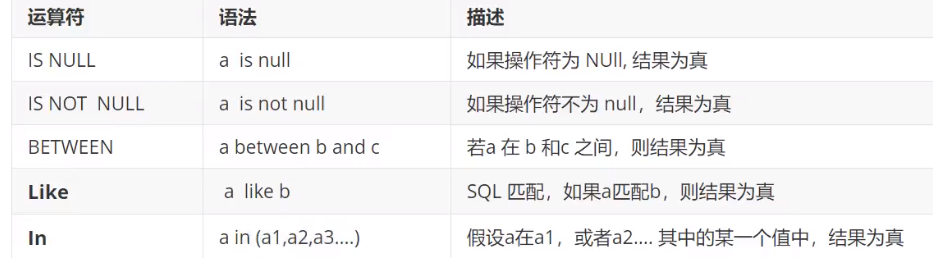 运算符 语法 描述
IS NULL a is null 如果操作符为 NUll, 结果为真
IS NOT NULL a is not null 如果操作符不为 null，结果为真
BETWEEN a between b and c 若a 在 b 和c 之间，则结果为真
Like a like b SQL 匹配，如果a匹配b，则结果为真
In a in (a1,a2,a3....) 假设a在a1，或者a2.... 其中的某一个值中，结果为真